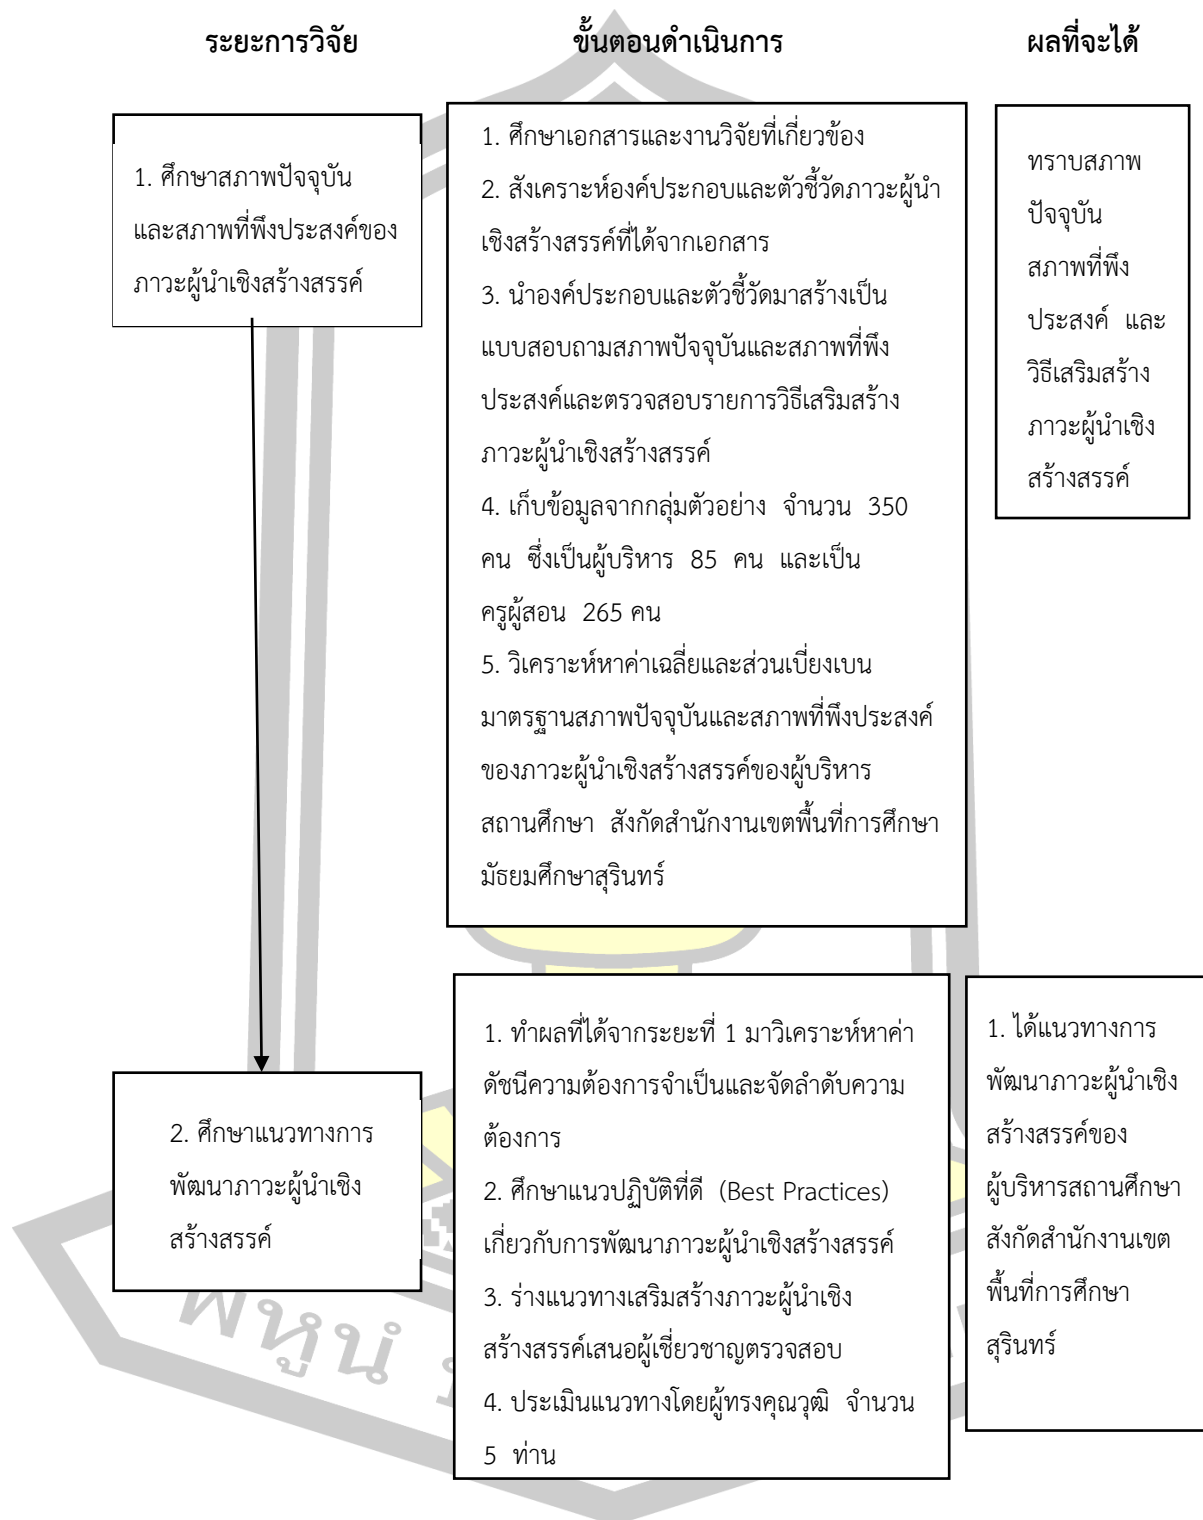 ระยะการวิจัย
ขั้นตอนดำเนินการ
ผลที่จะได้
1. ศึกษาสภาพปัจจุบัน
และสภาพที่พึงประสงค์ของ
ภาวะผู้นำเชิงสร้างสรรค์
1. ศึกษาเอกสารและงานวิจัยที่เกี่ยวข้อง
2. สังเคราะห์องค์ประกอบและตัวชี้วัดภาวะผู้นำ
เชิงสร้างสรรค์ที่ได้จากเอกสาร
3. นำองค์ประกอบและตัวชี้วัดมาสร้างเป็น
แบบสอบถามสภาพปัจจุบันและสภาพที่พึง
ประสงค์และตรวจสอบรายการวิธีเสริมสร้าง
ภาวะผู้นำเชิงสร้างสรรค์
4. เก็บข้อมูลจากกลุ่มตัวอย่าง จำนวน 350
คน ซึ่งเป็นผู้บริหาร 85 คน และเป็น
ครูผู้สอน 265 คน
5. วิเคราะห์หาค่าเฉลี่ยและส่วนเบี่ยงเบน
มาตรฐานสภาพปัจจุบันและสภาพที่พึงประสงค์
ของภาวะผู้นำเชิงสร้างสรรค์ของผู้บริหาร
สถานศึกษา สังกัดสำนักงานเขตพื้นที่การศึกษา
มัธยมศึกษาสุรินทร์
ทราบสภาพ
ปัจจุบัน
สภาพที่พึง
ประสงค์ และ
วิธีเสริมสร้าง
ภาวะผู้นำเชิง
สร้างสรรค์
2. ศึกษาแนวทางการ
พัฒนาภาวะผู้นำเชิง
สร้างสรรค์
1. ทำผลที่ได้จากระยะที่ 1 มาวิเคราะห์หาค่า
ดัชนีความต้องการจำเป็นและจัดลำดับความ
ต้องการ
2. ศึกษาแนวปฏิบัติที่ดี (Best Practices)
เกี่ยวกับการพัฒนาภาวะผู้นำเชิงสร้างสรรค์
3. ร่างแนวทางเสริมสร้างภาวะผู้นำเชิง
สร้างสรรค์เสนอผู้เชี่ยวชาญตรวจสอบ
4. ประเมินแนวทางโดยผู้ทรงคุณวุฒิ จำนวน
5 ท่าน
1. ได้แนวทางการ
พัฒนาภาวะผู้นำเชิง
สร้างสรรค์ของ
ผู้บริหารสถานศึกษา
สังกัดสำนักงานเขต
พื้นที่การศึกษา
สุรินทร์
พหูนํ